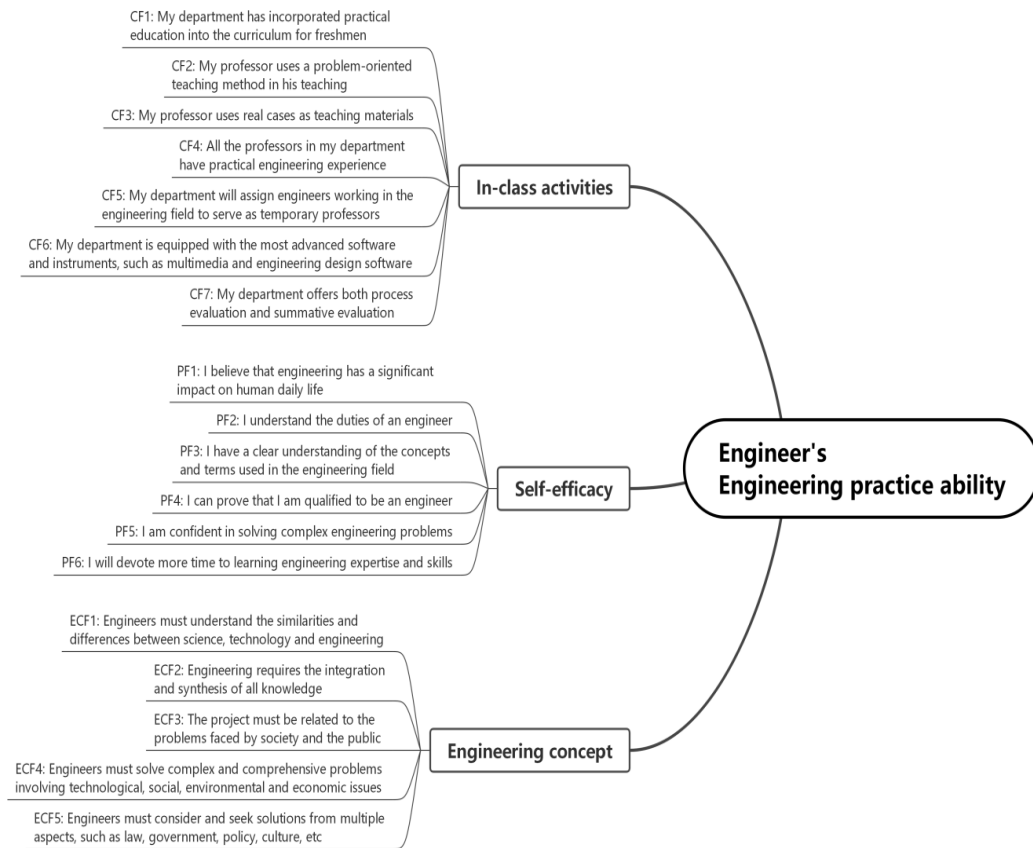 CF1: My department has incorporated practical
education into the curriculum for freshmen
CF2: My professor uses a problem-oriented
teaching method in his teaching
CF3: My professor uses real cases as teaching materials
CF4: All the professors in my department
have practical engineering experience
CF5: My department will assign engineers working in the
engineering field to serve as temporary professors
CF6: My department is equipped with the most advanced software
and instruments, such as multimedia and engineering design software
CF7: My department offers both process
evaluation and summative evaluation
In-class activities
PF1: I believe that engineering has a significant
impact on human daily life
PF2: I understand the duties of an engineer
PF3: I have a clear understanding of the concepts
and terms used in the engineering field
PF4: I can prove that I am qualified to be an engineer
PF5: I am confident in solving complex engineering problems
PF6: I will devote more time to learning engineering expertise and skills
Self-efficacy
ECF1: Engineers must understand the similarities and
differences between science, technology and engineering
ECF2: Engineering requires the integration
and synthesis of all knowledge
ECF3: The project must be related to the
problems faced by society and the public
ECF4: Engineers must solve complex and comprehensive problems
involving technological, social, environmental and economic issues
ECF5: Engineers must consider and seek solutions from multiple
aspects, such as law, government, policy, culture, etc
Engineering concept
Engineer's
Engineering practice ability